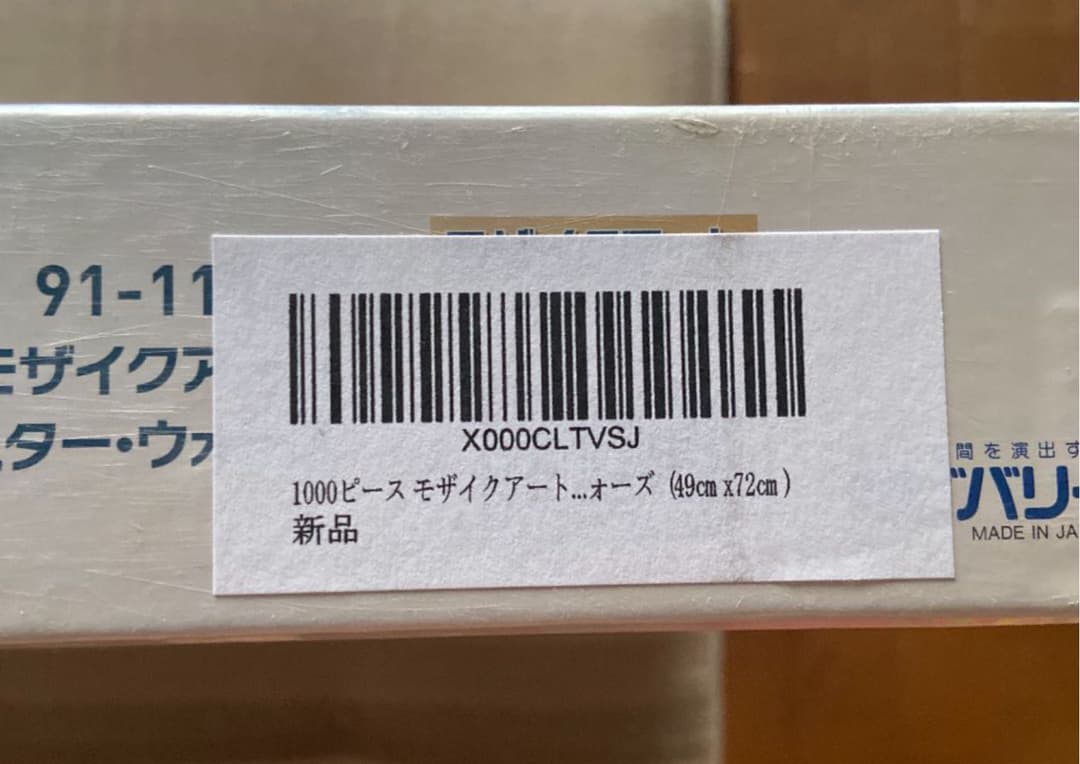 91-11
モザイクア
スター・ウォ
X000CLTVSJ
1000ピース モザイクアート...ォーズ (49cm x72cm)
新品
間を演出す
バリー
MADE IN JA